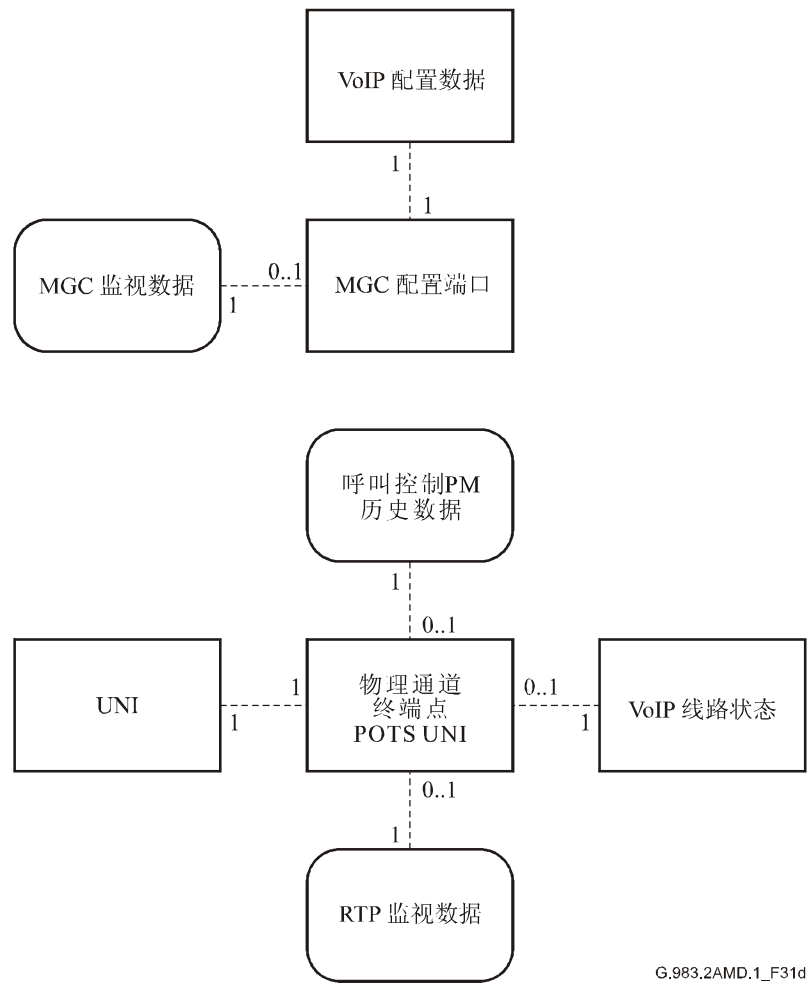 VoIP 配置数据
1
1
MGC 监视数据
0..1
1
MGC 配置端口
呼叫控制PM
历史数据
1
0..1
UNI
1
1
物理通道
终端点
POTS UNI
0..1
1
VoIP 线路状态
0..1
1
RTP 监视数据
G.983.2AMD.1_F31d